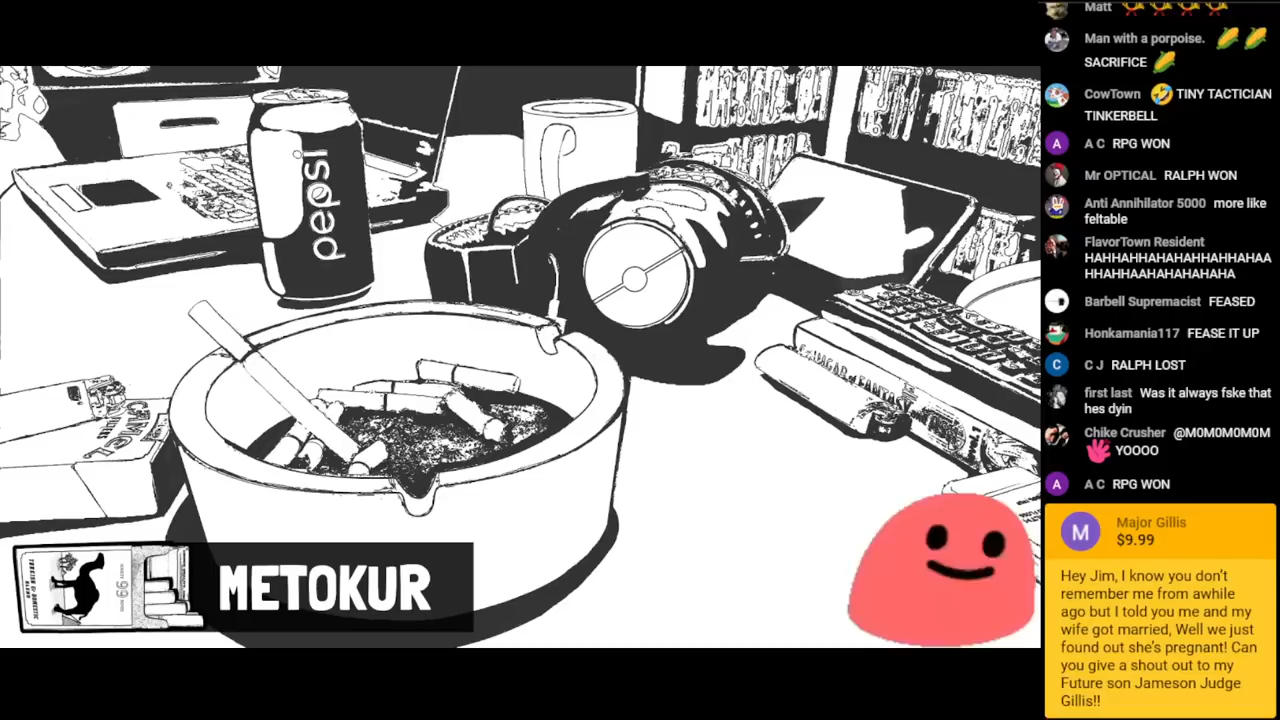 Matt
Man with a porpoise.
SACRIFICE
CowTown TINY TACTICIAN
TINKERBELL
A C RPG WON
Mr OPTICAL RALPH WON
Anti Annihilator 5000 more like
feltable
FlavorTown Resident
HAHHAHHAHAHAHHAHHAHAA
HHAHHAAHAHAHAHAHA
Barbell Supremacist FEASED
Honkamania117 FEASE IT UP
C J RALPH LOST
first last Was it always fske that
hes dyin
Chike Crusher @M0M0M0M0M
YOOOO
A C RPG WON
M
Major Gillis
$9.99
Hey Jim, I know you don't
remember me from awhile
ago but I told you me and my
wife got married, Well we just
found out she's pregnant! Can
you give a shout out to my
Future son Jameson Judge
Gillis!!
pepsi
CAMEL
99
METOKUR